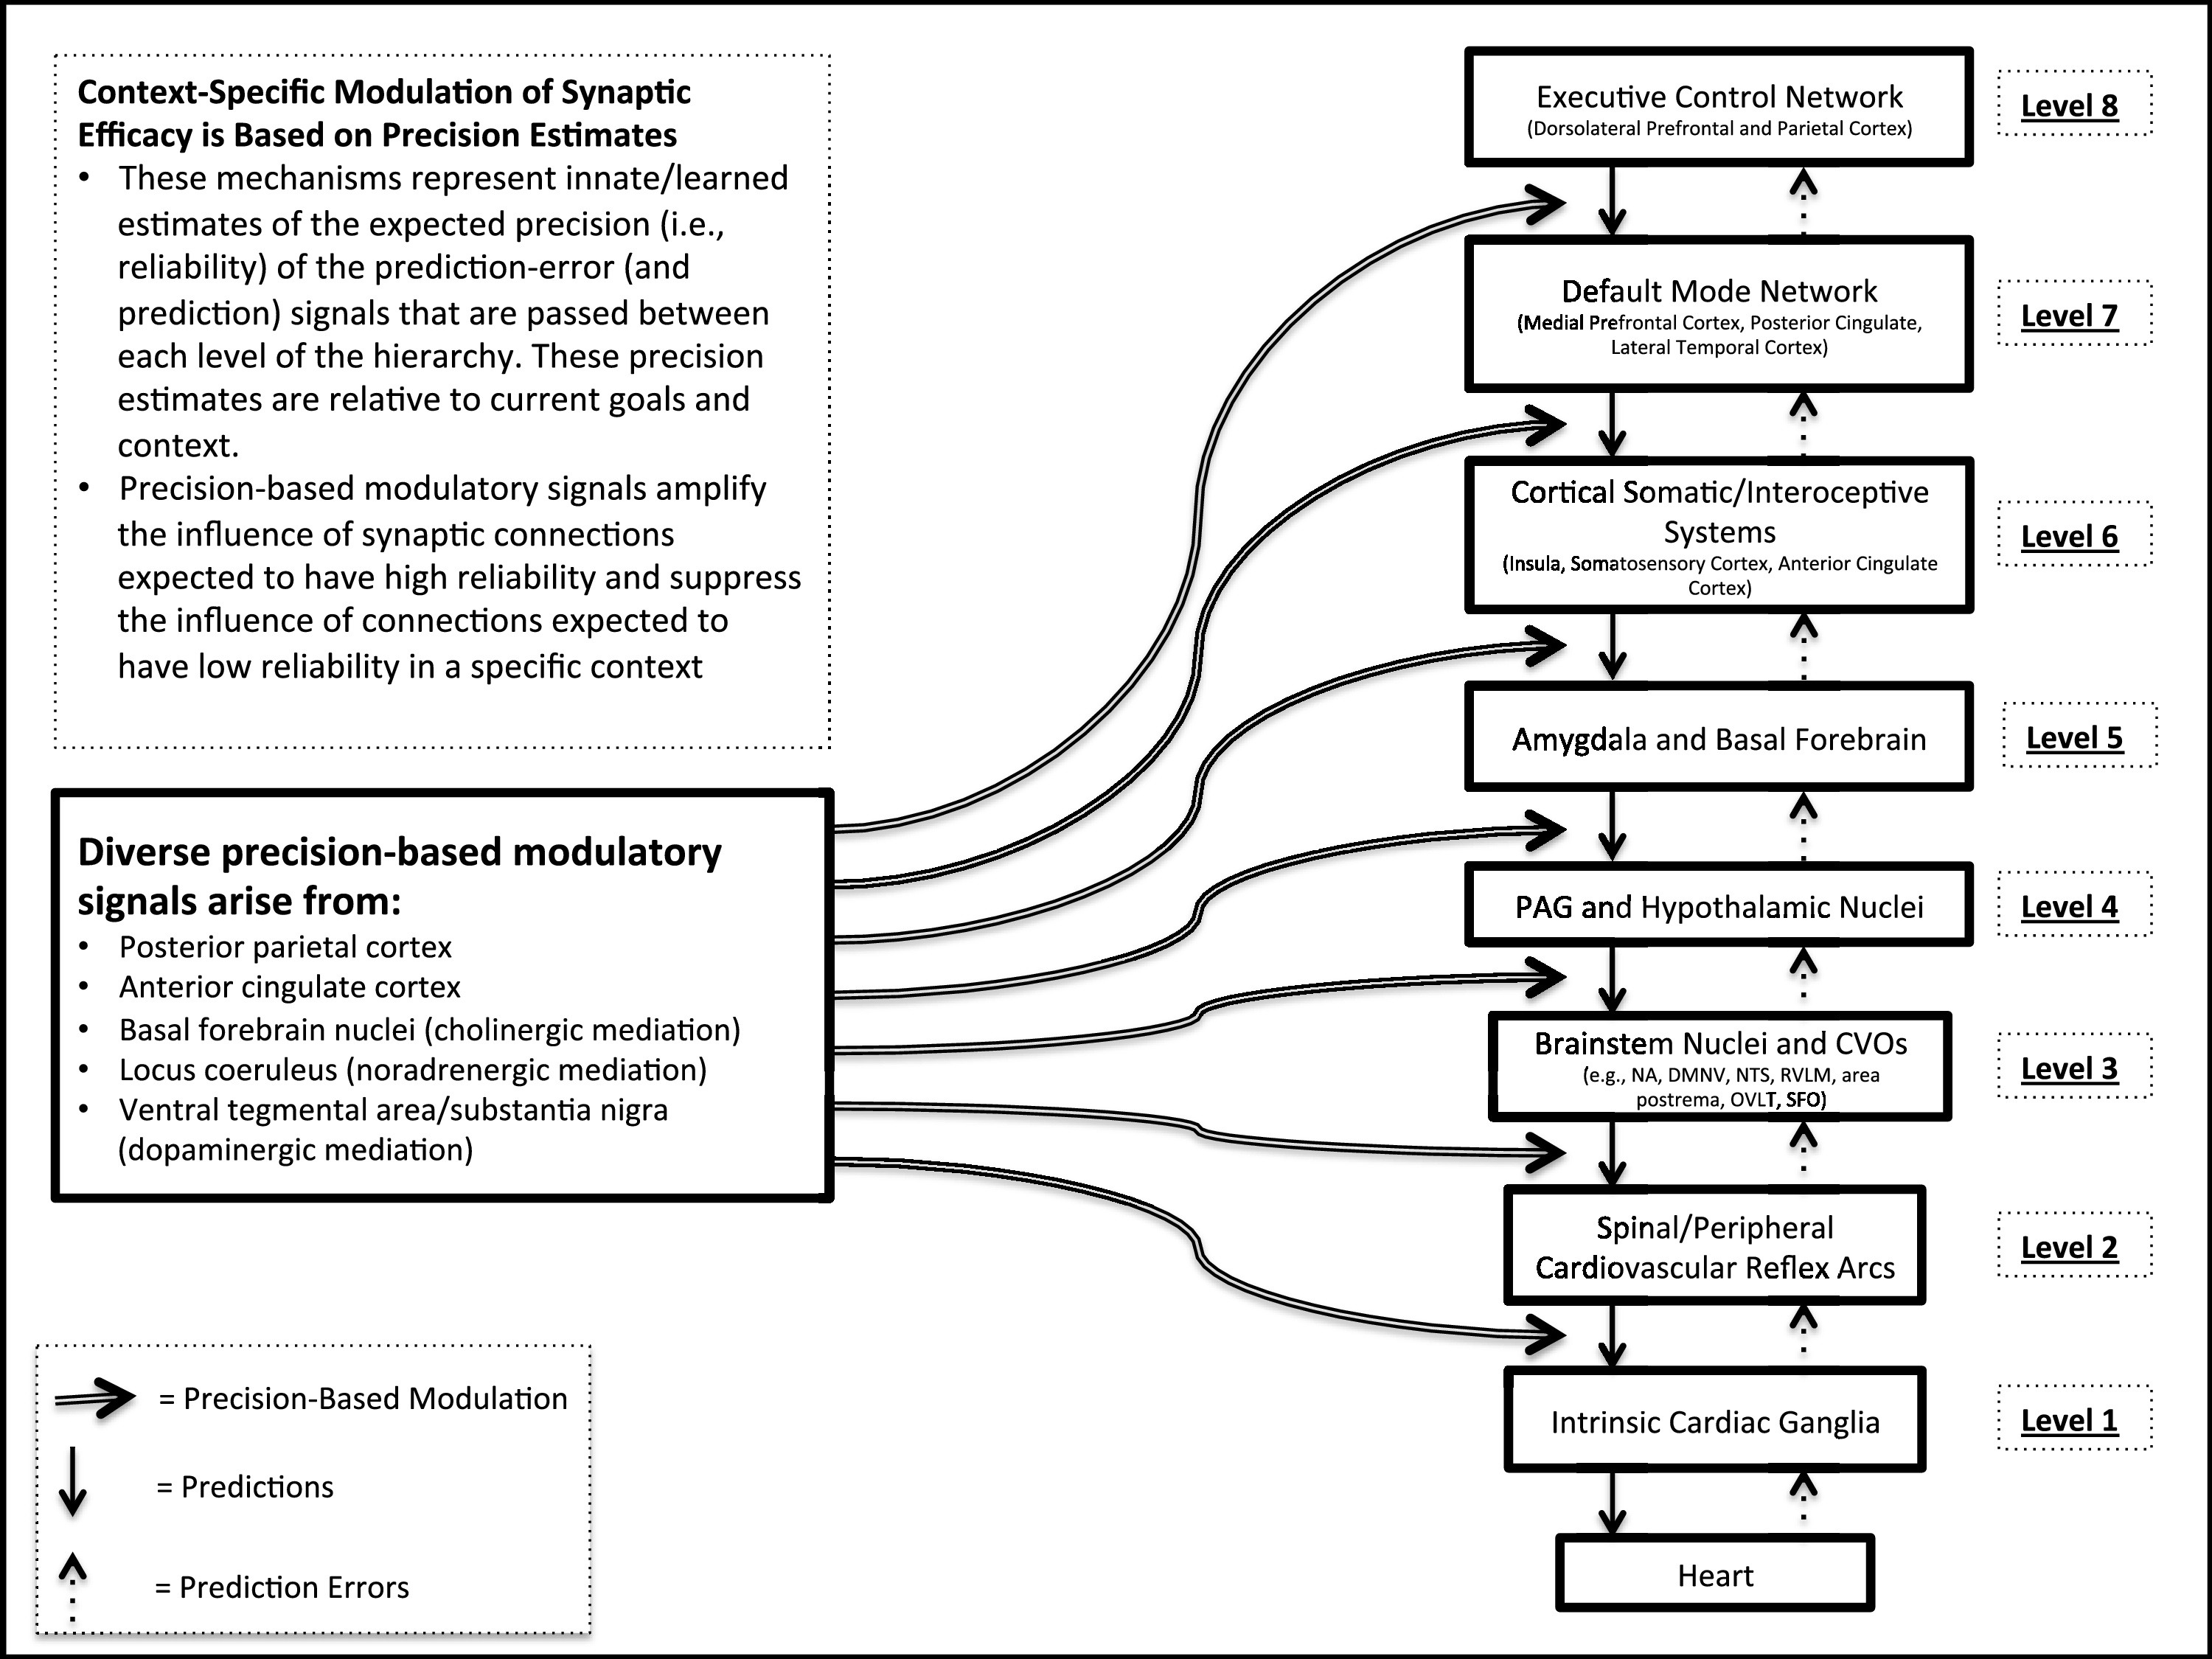 Context-Specific Modulation of Synaptic
Efficacy is Based on Precision Estimates
• These mechanisms represent innate/learned
estimates of the expected precision (i.e.,
reliability) of the prediction-error (and
prediction) signals that are passed between
each level of the hierarchy. These precision
estimates are relative to current goals and
context.
• Precision-based modulatory signals amplify
the influence of synaptic connections
expected to have high reliability and suppress
the influence of connections expected to
have low reliability in a specific context
Diverse precision-based modulatory
signals arise from:
• Posterior parietal cortex
• Anterior cingulate cortex
• Basal forebrain nuclei (cholinergic mediation)
• Locus coeruleus (noradrenergic mediation)
• Ventral tegmental area/substantia nigra
(dopaminergic mediation)
= Precision-Based Modulation
= Predictions
= Prediction Errors
Executive Control Network
(Dorsolateral Prefrontal and Parietal Cortex)
Level 8
Default Mode Network
(Medial Prefrontal Cortex, Posterior Cingulate,
Lateral Temporal Cortex)
Level 7
Cortical Somatic/Interoceptive
Systems
(Insula, Somatosensory Cortex, Anterior Cingulate
Cortex)
Level 6
Amygdala and Basal Forebrain
Level 5
PAG and Hypothalamic Nuclei
Level 4
Brainstem Nuclei and CVOs
(e.g., NA, DMNV, NTS, RVLM, area
postrema, OVLT, SFO)
Level 3
Spinal/Peripheral
Cardiovascular Reflex Arcs
Level 2
Intrinsic Cardiac Ganglia
Level 1
Heart